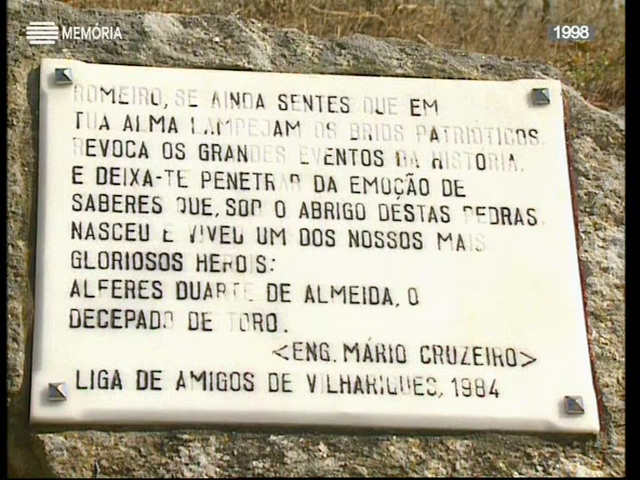 MEMÓRIA
1998
ROMEIRO, SE AINDA SENTES QUE EM
TUA ALMA LAMPEJAM OS BRIOS PATRIÓTICOS,
REVOCA OS GRANDES EVENTOS DA HISTÓRIA,
E DEIXA-TE PENETRAR DA EMOÇÃO DE
SABERES QUE, SOB O ABRIGO DESTAS PEDRAS,
NASCEU E VIVEU UM DOS NOSSOS MAIS
GLORIOSOS HERÓIS:
ALFERES DUARTE DE ALMEIDA, O
DECEPADO DE TORO.
<ENG. MÁRIO CRUZEIRO>
LIGA DE AMIGOS DE VILHARIGUES, 1984